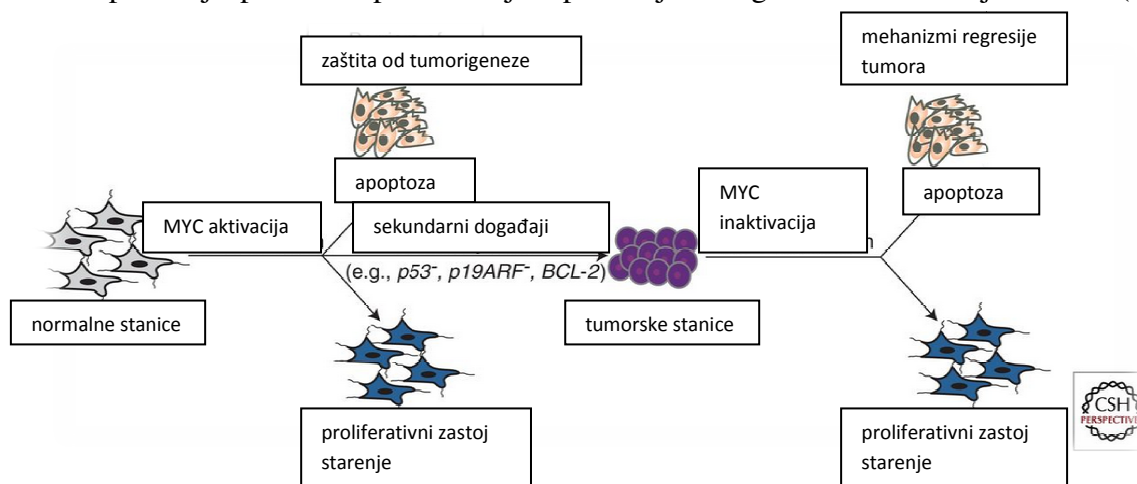 zaštita od tumorigeneze
mehanizmi regresije
tumora
apoptoza
MYC aktivacija
sekundarni događaji
MYC
inaktivacija
apoptoza
(e.g., p53-, p19ARF-, BCL-2)
normalne stanice
tumorske stanice
proliferativni zastoj
starenje
proliferativni zastoj
starenje
CSH